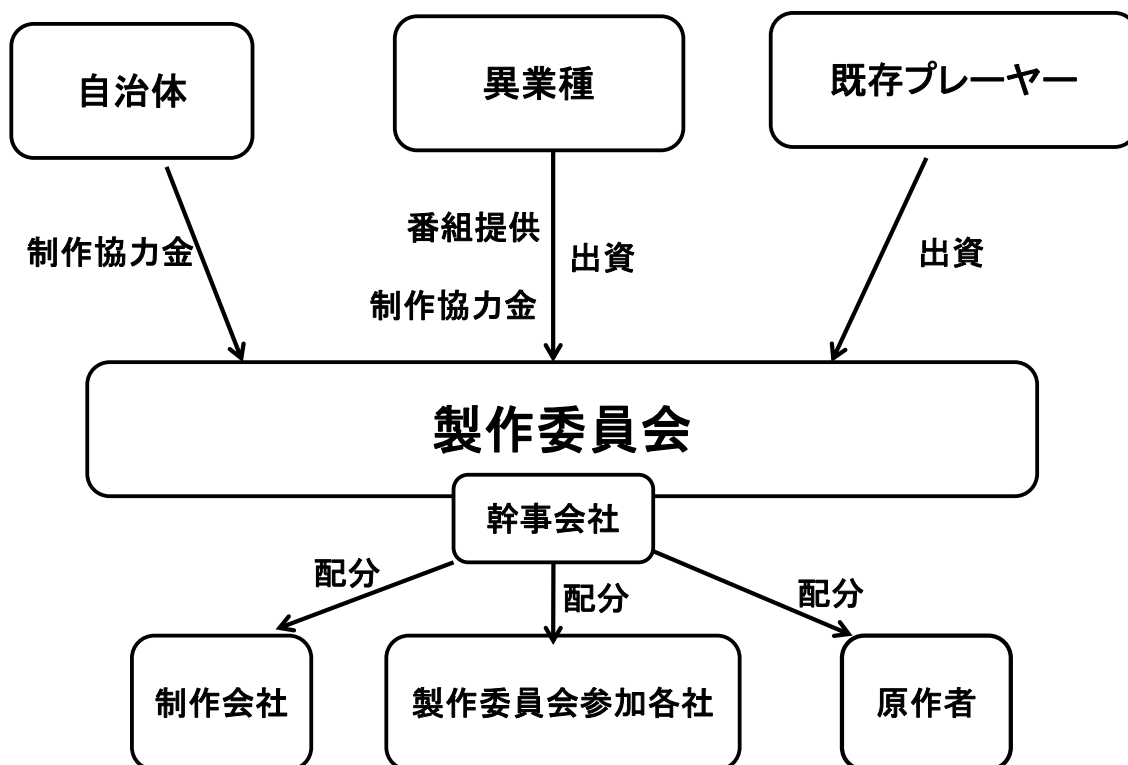 自治体
異業種
既存プレーヤー
制作協力金
番組提供
出資
制作協力金
出資
製作委員会
幹事会社
配分
配分
配分
制作会社
製作委員会参加各社
原作者